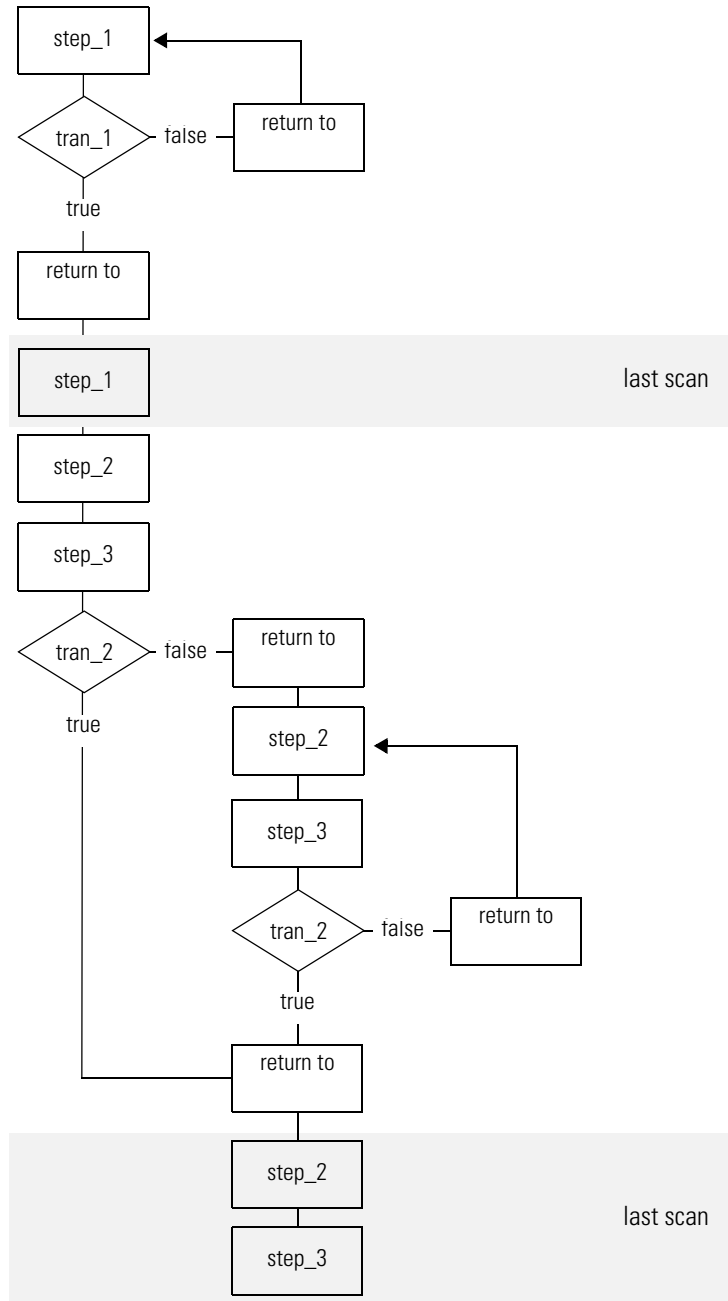 step_1
tran_1
false
return to
true
return to
step_1
last scan
step_2
step_3
tran_2
false
return to
true
step_2
step_3
tran_2
false
return to
true
return to
step_2
last scan
step_3